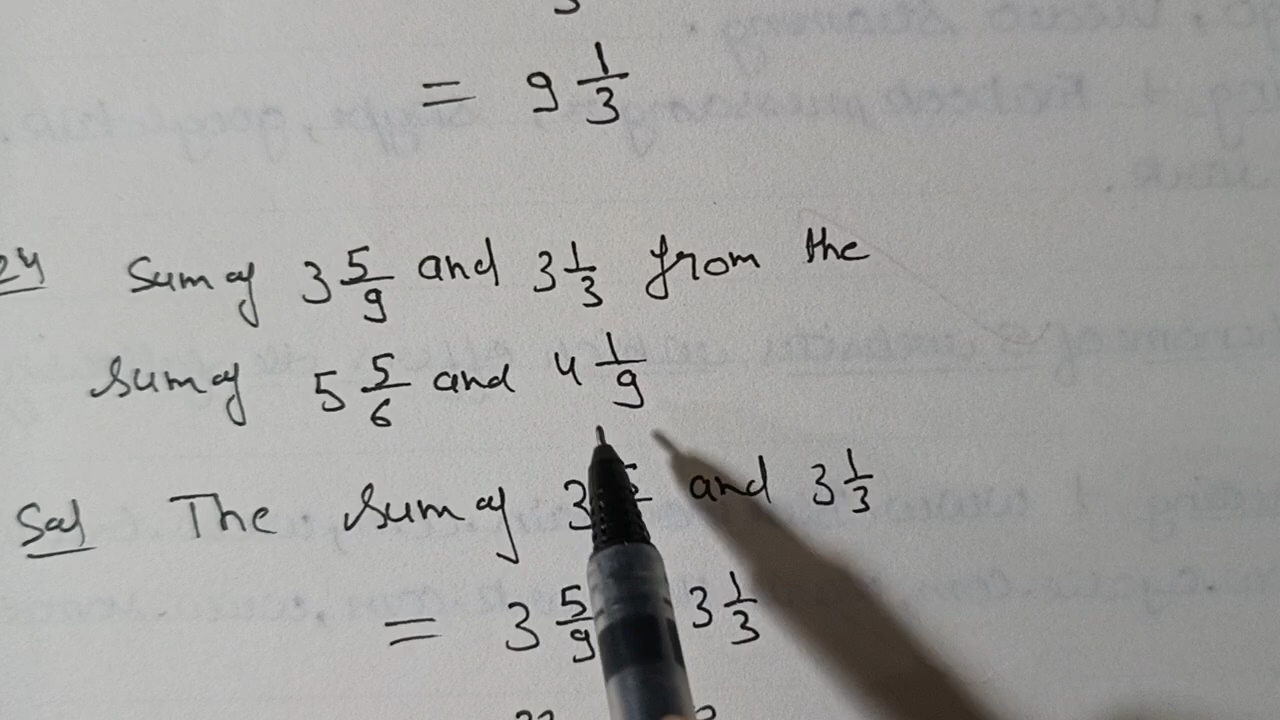 = 9 1/3
24 Sum of 3 5/9 and 3 1/3 from the
Sum of 5 5/6 and 4 1/9
Sol The Sum of 3 and 3 1/3
= 3 5/9 3 1/3